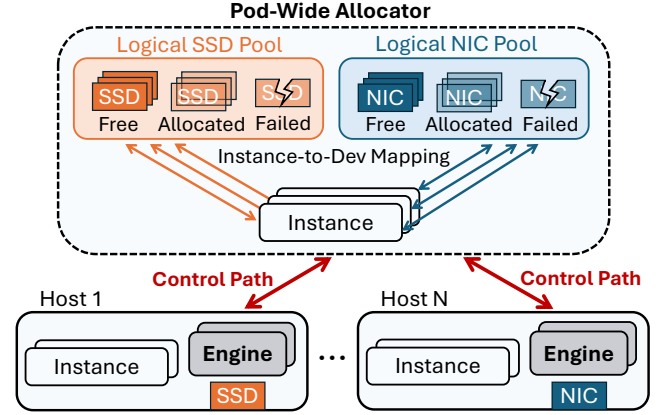 Pod-Wide Allocator
Logical SSD Pool
Logical NIC Pool
SSD
SSD
SSD
NIC
NIC
NIC
Free
Allocated
Failed
Free
Allocated
Failed
Instance-to-Dev Mapping
Instance
Control Path
Control Path
Host 1
Host N
Instance
Engine
...
Instance
Engine
SSD
NIC